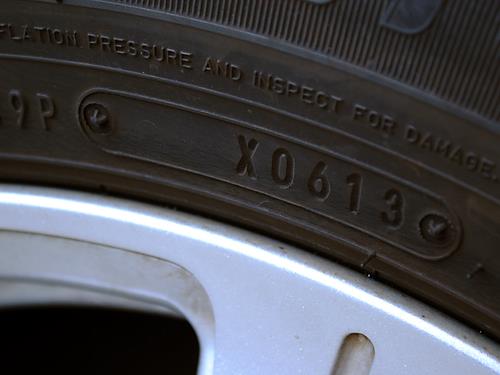 FLATION PRESSURE AND INSPECT FOR DAMAGE.
9P
X0613